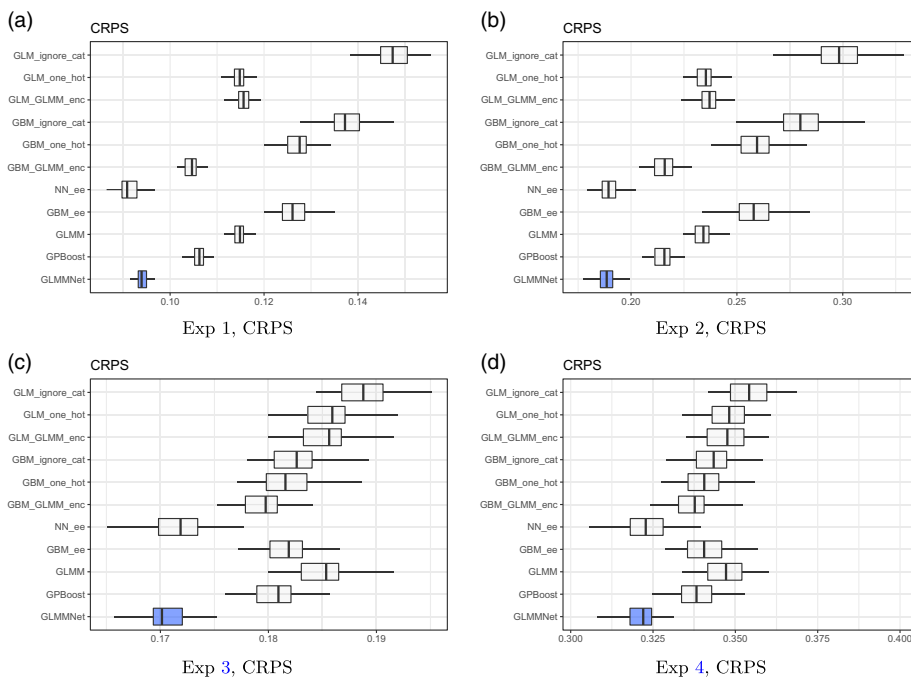 (a)
CRPS
GLM_ignore_cat
GLM_one_hot
GLM_GLMM_enc
GBM_ignore_cat
GBM_one_hot
GBM_GLMM_enc
NN_ee
GBM_ee
GLMM
GPBoost
GLMMNet
0.10 0.12 0.14
Exp 1, CRPS
(b)
CRPS
GLM_ignore_cat
GLM_one_hot
GLM_GLMM_enc
GBM_ignore_cat
GBM_one_hot
GBM_GLMM_enc
NN_ee
GBM_ee
GLMM
GPBoost
GLMMNet
0.20 0.25 0.30
Exp 2, CRPS
(c)
CRPS
GLM_ignore_cat
GLM_one_hot
GLM_GLMM_enc
GBM_ignore_cat
GBM_one_hot
GBM_GLMM_enc
NN_ee
GBM_ee
GLMM
GPBoost
GLMMNet
0.17 0.18 0.19
Exp 3, CRPS
(d)
CRPS
GLM_ignore_cat
GLM_one_hot
GLM_GLMM_enc
GBM_ignore_cat
GBM_one_hot
GBM_GLMM_enc
NN_ee
GBM_ee
GLMM
GPBoost
GLMMNet
0.300 0.325 0.350 0.375 0.400
Exp 4, CRPS